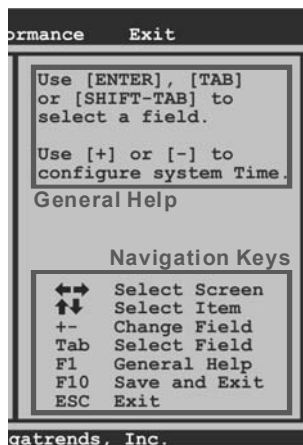 Exit
Use [ENTER], [TAB]
or [SHIFT-TAB] to
select a field.
Use [+] or [-] to
configure system Time.
General Help
Navigation Keys
←→ Select Screen
↑↓ Select Item
+- Change Field
Tab Select Field
F1 General Help
F10 Save and Exit
ESC Exit
Inc.